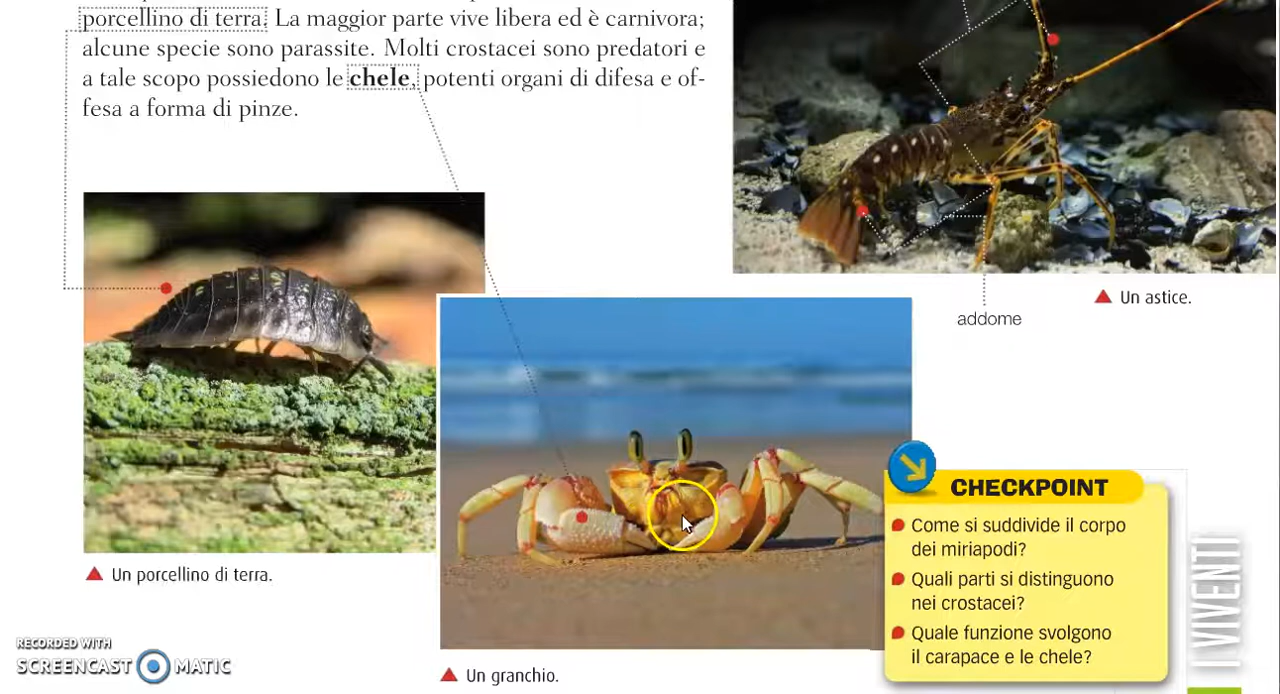 porcellino di terra. La maggior parte vive libera ed è carnivora;
alcune specie sono parassite. Molti crostacei sono predatori e
a tale scopo possiedono le chele, potenti organi di difesa e of-
fesa a forma di pinze.
Un astice.
addome
Un porcellino di terra.
Un granchio.
CHECKPOINT
Come si suddivide il corpo
dei miriapodi?
Quali parti si distinguono
nei crostacei?
Quale funzione svolgono
il carapace e le chele?
I VIVENTI
RECORDED WITH
SCREENCAST MATIC